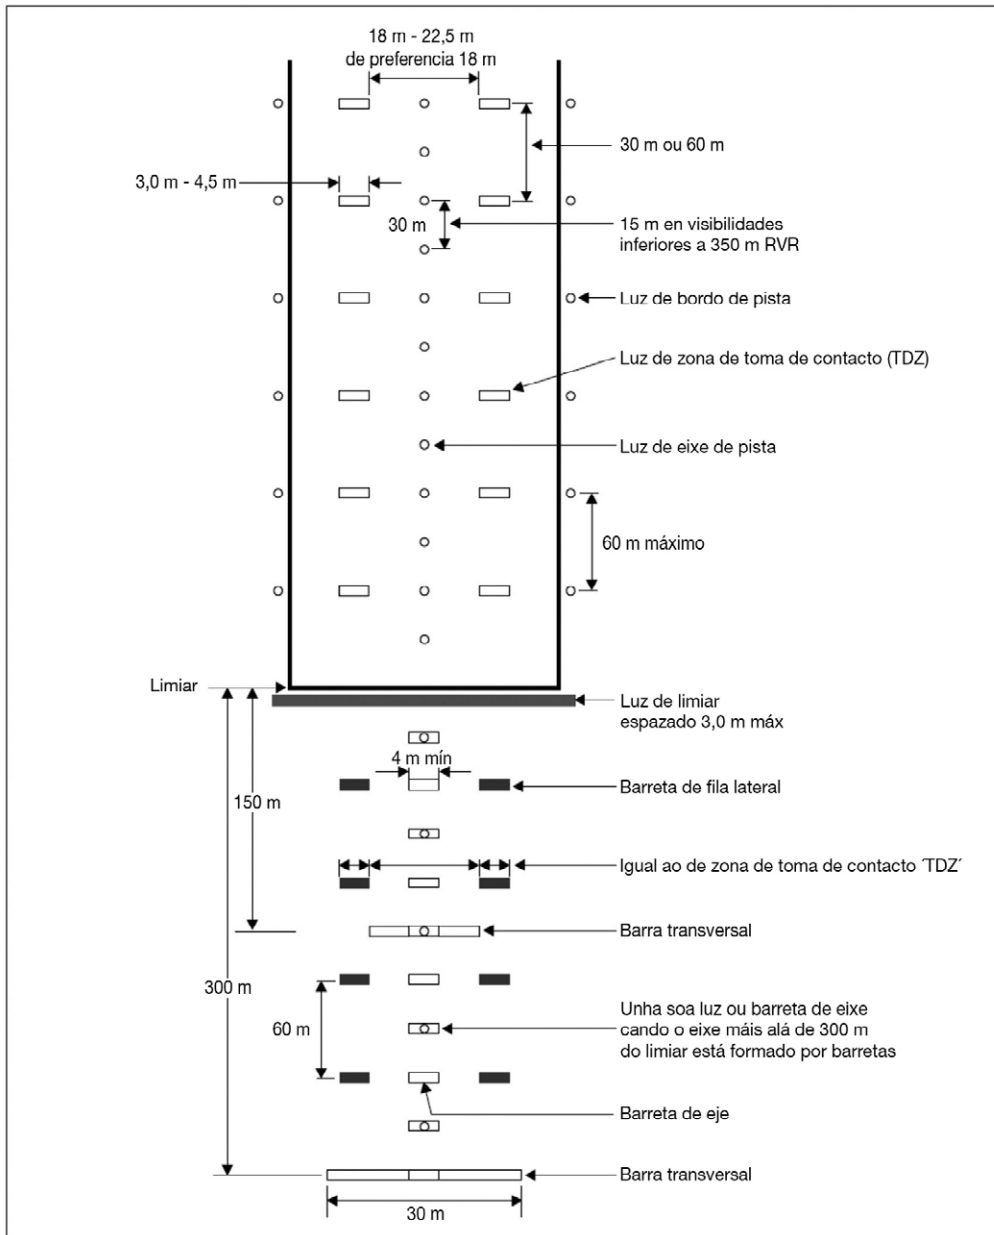 18 m - 22,5 m
de preferencia 18 m
30 m ou 60 m
3,0 m - 4,5 m
30 m
15 m en visibilidades
inferiores a 350 m RVR
Luz de bordo de pista
Luz de zona de toma de contacto (TDZ)
Luz de eixe de pista
60 m máximo
Limiar
Luz de limiar
espazado 3,0 m máx
4 m mín
Barreta de fila lateral
150 m
Igual ao de zona de toma de contacto ´TDZ´
Barra transversal
300 m
60 m
Unha soa luz ou barreta de eixe
cando o eixe máis alá de 300 m
do limiar está formado por barretas
Barreta de eje
Barra transversal
30 m